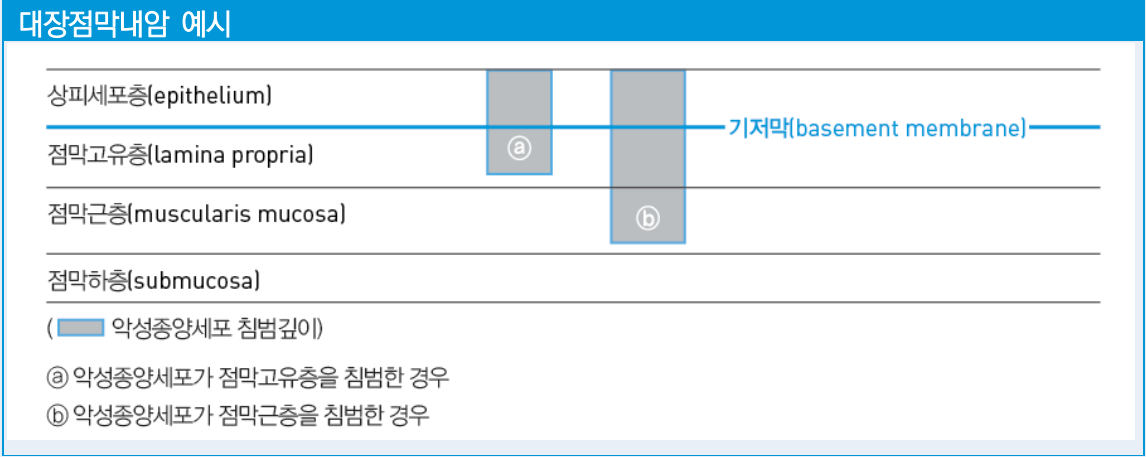 대장점막내암 예시
상피세포층(epithelium)
기저막(basement membrane)
ⓐ
점막고유층(lamina propria)
점막근층(muscularis mucosa)
ⓑ
점막하층(submucosa)
( 악성종양세포 침범깊이)
ⓐ 악성종양세포가 점막고유층을 침범한 경우
ⓑ 악성종양세포가 점막근층을 침범한 경우